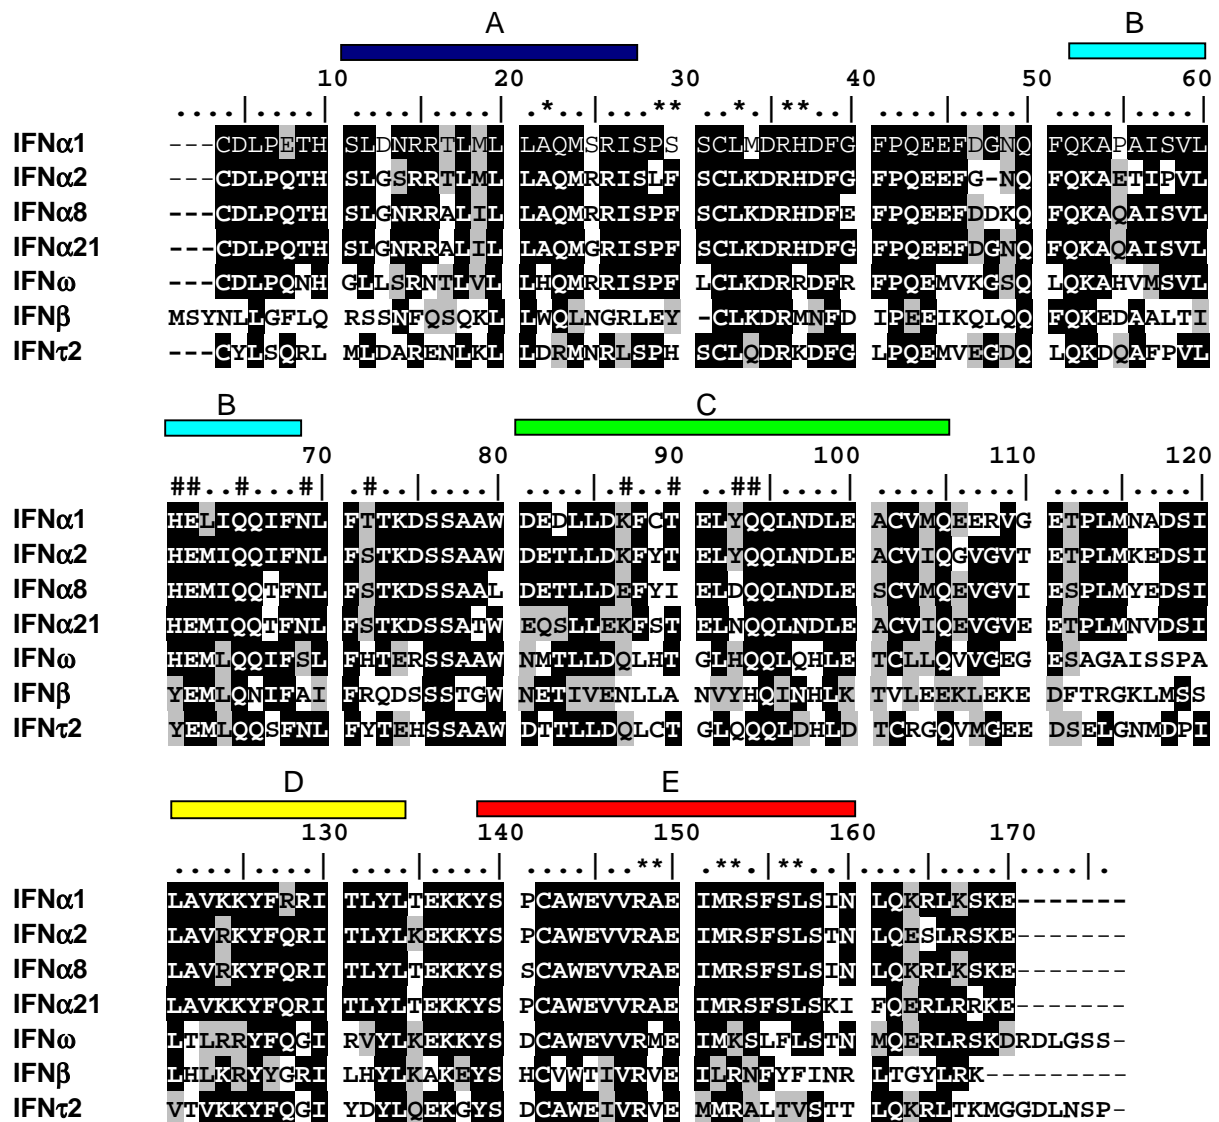 A B
10 20 30 40 50 60
....|....| .*..|...** ..*.|**..| ....|....| ....|....|
IFNα1 ---CDLPETH SLDNRRTLML LAQMSRISPS SCLMDRHDFG FPQEEFDGNQ FQKAPAISVL
IFNα2 ---CDLPQTH SLGSRRTLML LAQMRRISLF SCLKDRHDFG FPQEEFG-NQ FQKAETIPVL
IFNα8 ---CDLPQTH SLGNRRALIL LAQMRRISPF SCLKDRHDFE FPQEEFDDKQ FQKAQAISVL
IFNα21 ---CDLPQTH SLGNRRALIL LAQMGRISPF SCLKDRHDFG FPQEEFDGNQ FQKAQAISVL
IFNω ---CDLPQNH GLLSRNTLVL LHQMRRISPF LCLKDRRDFR FPQEMVKGSQ LQKAHVMSVL
IFNβ MSYNLLGFLQ RSSNFQSQKL LWQLNGRLEY -CLKDRMNFD IPEEIKQLQQ FQKEDAALTI
IFNτ2 ---CYLSQRL MLDARENLKL LDRMNRLSPH SCLQDRKDFG LPQEMVEGDQ LQKDQAFPVL
B C
70 80 90 100 110 120
##..#...#| .#..|....| ....|.#..# ..##|....| ....|....| ....|....|
IFNα1 HELIQQIFNL FTTKDSSAAW DEDLLDKFCT ELYQQLNDLE ACVMQEERVG ETPLMNADSI
IFNα2 HEMIQQIFNL FSTKDSSAAW DETLLDKFYT ELYQQLNDLE ACVIQGVGVT ETPLMKEDSI
IFNα8 HEMIQQTFNL FSTKDSSAAL DETLLDEFYI ELDQQLNDLE SCVMQEVGVI ESPLMYEDSI
IFNα21 HEMIQQTFNL FSTKDSSATW EQSLLEKFST ELNQQLNDLE ACVIQEVGVE ETPLMNVDSI
IFNω HEMLQQIFSL FHTERSSAAW NMTLLDQLHT GLHQQLQHLE TCLLQVVGEG ESAGAISSPA
IFNβ YEMLQNIFAI FRQDSSSTGW NETIVENLLA NVYHQINHLK TVLEEKLEKE DFTRGKLMSS
IFNτ2 YEMLQQSFNL FYTEHSSAAW DTTLLDQLCT GLQQQLDHLD TCRGQVMGEE DSELGNMDPI
D E
130 140 150 160 170
....|....| ....|....| ....|..**| .**.|**..| ....|....| ....|.
IFNα1 LAVKKYFRRI TLYLTEKKYS PCAWEVVRAE IMRSFSLSIN LQKRLKSKE-------
IFNα2 LAVRKYFQRI TLYLKEKKYS PCAWEVVRAE IMRSFSLSTN LQESLRSKE-------
IFNα8 LAVRKYFQRI TLYLTEKKYS SCAWEVVRAE IMRSFSLSIN LQKRLKSKE-------
IFNα21 LAVKKYFQRI TLYLTEKKYS PCAWEVVRAE IMRSFSLSKI FQERLRRKE-------
IFNω LTLRRYFQGI RVYLKEKKYS DCAWEVVRME IMKSLFLSTN MQERLRSKDRDLGSS-
IFNβ LHLKRYYGRI LHYLKAKEYS HCVWTIVRVE ILRNFYFINR LTGYLRK---------
IFNτ2 VTVKKYFQGI YDYLQEKGYS DCAWEIVRVE MMRALTVSTT LQKRLTKMGGDLNSP-